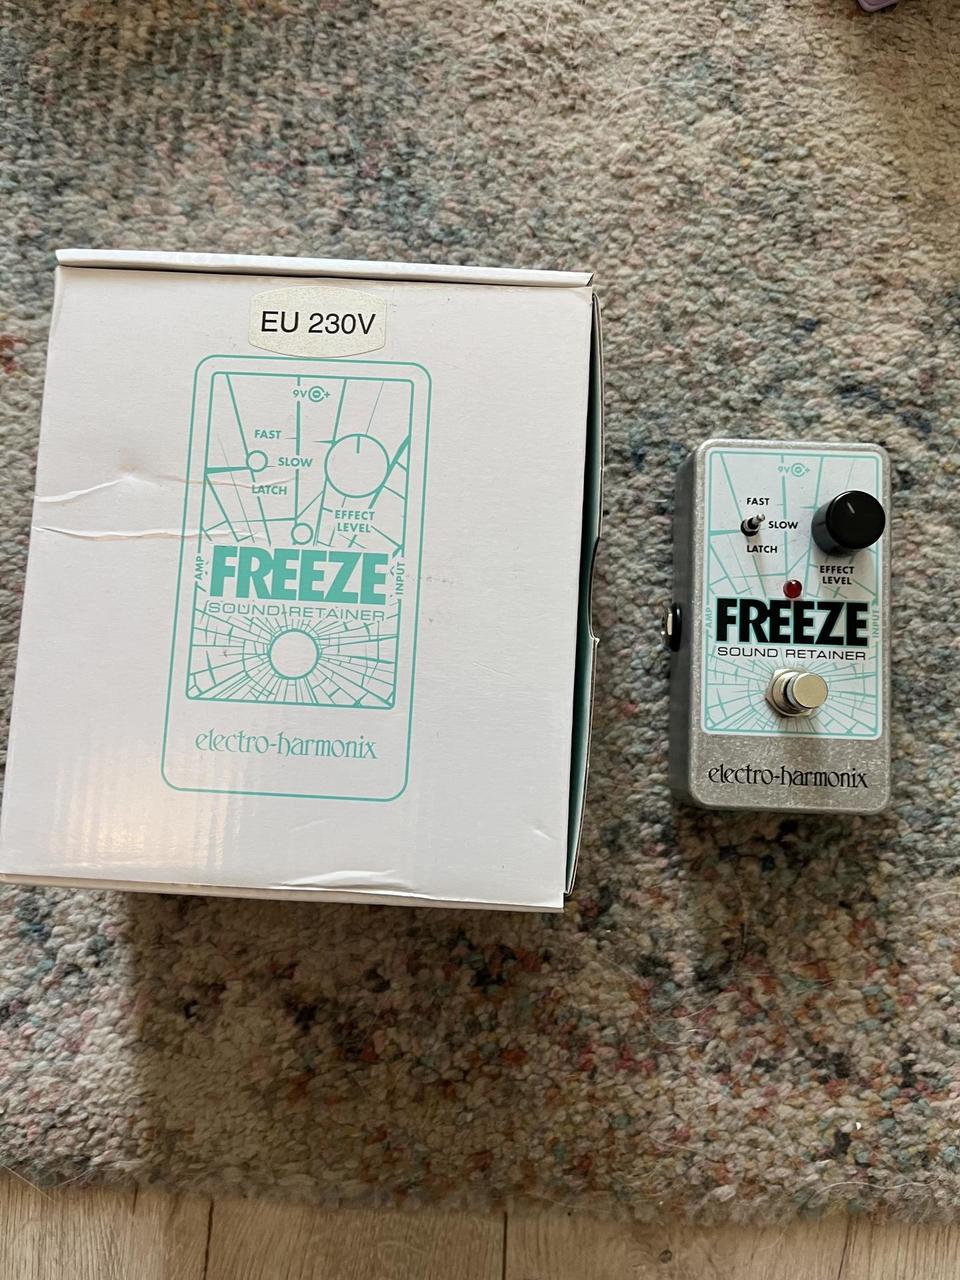 EU 230V
9V
FAST
SLOW
LATCH
EFFECT
LEVEL
AMP
INPUT
FREEZE
SOUND RETAINER
electro-harmonix
9V
FAST
SLOW
LATCH
EFFECT
LEVEL
AMP
INPUT
FREEZE
SOUND RETAINER
electro-harmonix